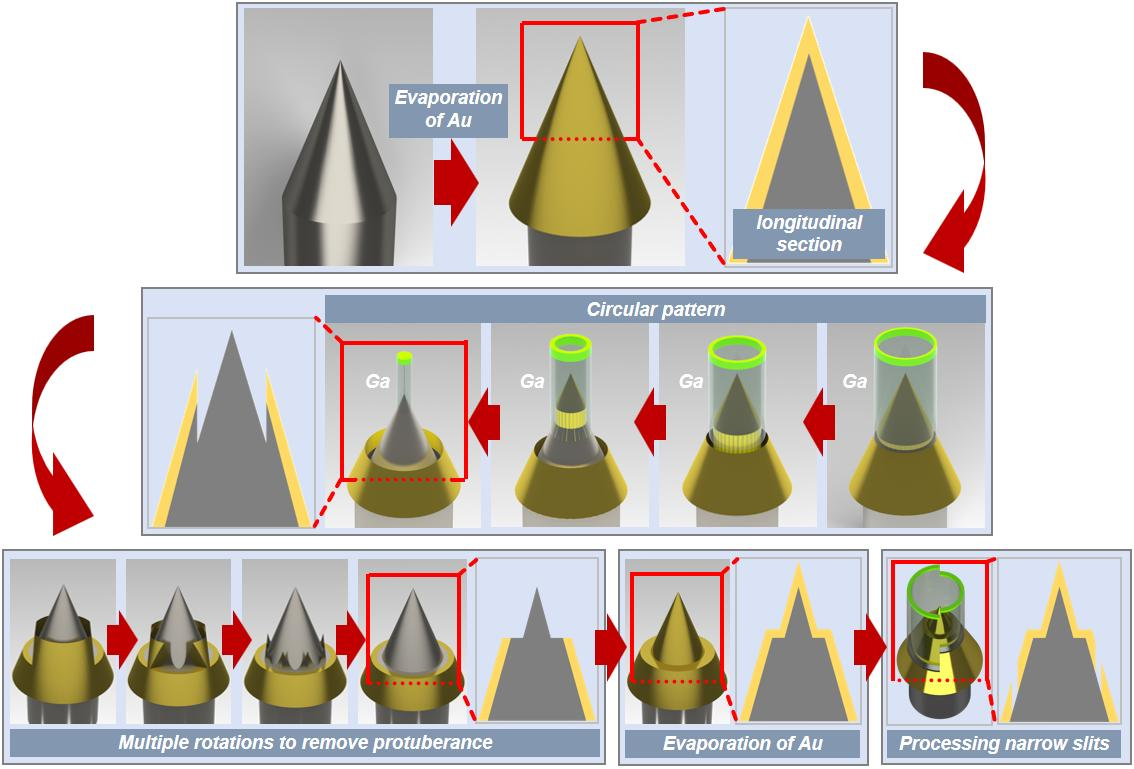 Evaporation
of Au
longitudinal
section
Circular pattern
Ga
Ga
Ga
Ga
Multiple rotations to remove protuberance
Evaporation of Au
Processing narrow slits